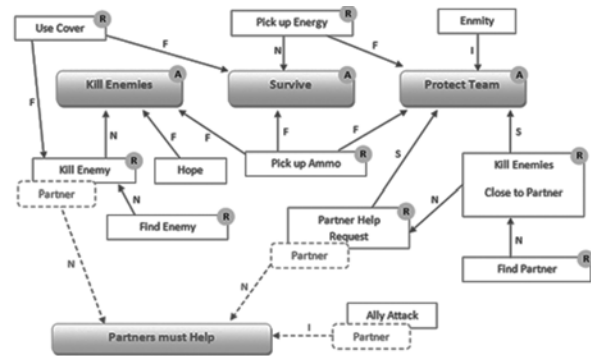 Use Cover
R
Pick up Energy
R
Enmity
F
N
F
I
Kill Enemies
A
Survive
A
Protect Team
A
F
N
F
F
F
F
S
S
Kill Enemy
R
Hope
Pick up Ammo
R
Kill Enemies
R
Close to Partner
Partner
N
Find Enemy
R
Partner Help
R
Request
N
N
Partner
Find Partner
R
N
N
Ally Attack
Partners must Help
I
Partner